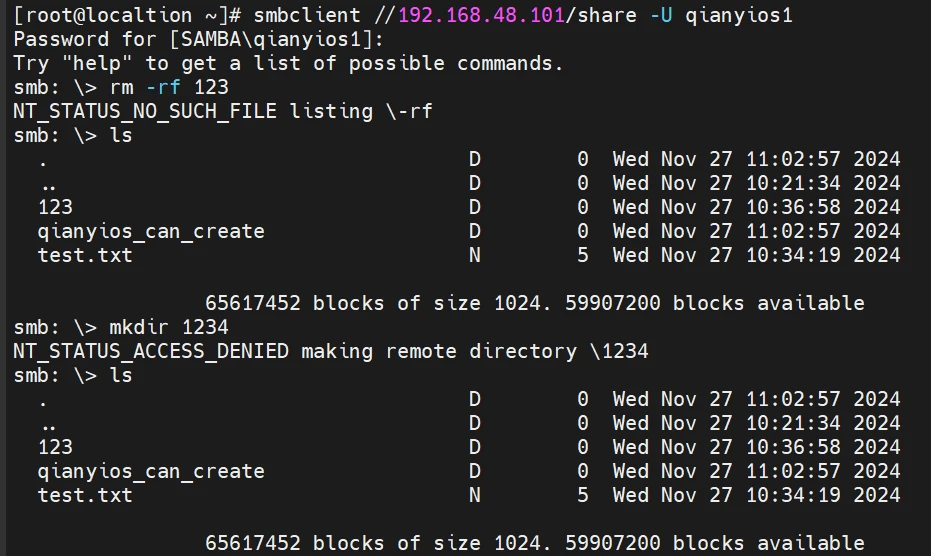 [root@localtion ~]# smbclient //192.168.48.101/share -U qianyios1
Password for [SAMBA\qianyios1]:
Try "help" to get a list of possible commands.
smb: \> rm -rf 123
NT_STATUS_NO_SUCH_FILE listing \-rf
smb: \> ls
  .                                   D        0  Wed Nov 27 11:02:57 2024
  ..                                  D        0  Wed Nov 27 10:21:34 2024
  123                                 D        0  Wed Nov 27 10:36:58 2024
  qianyios_can_create                 D        0  Wed Nov 27 11:02:57 2024
  test.txt                            N        5  Wed Nov 27 10:34:19 2024
                65617452 blocks of size 1024. 59907200 blocks available
smb: \> mkdir 1234
NT_STATUS_ACCESS_DENIED making remote directory \1234
smb: \> ls
  .                                   D        0  Wed Nov 27 11:02:57 2024
  ..                                  D        0  Wed Nov 27 10:21:34 2024
  123                                 D        0  Wed Nov 27 10:36:58 2024
  qianyios_can_create                 D        0  Wed Nov 27 11:02:57 2024
  test.txt                            N        5  Wed Nov 27 10:34:19 2024
                65617452 blocks of size 1024. 59907200 blocks available